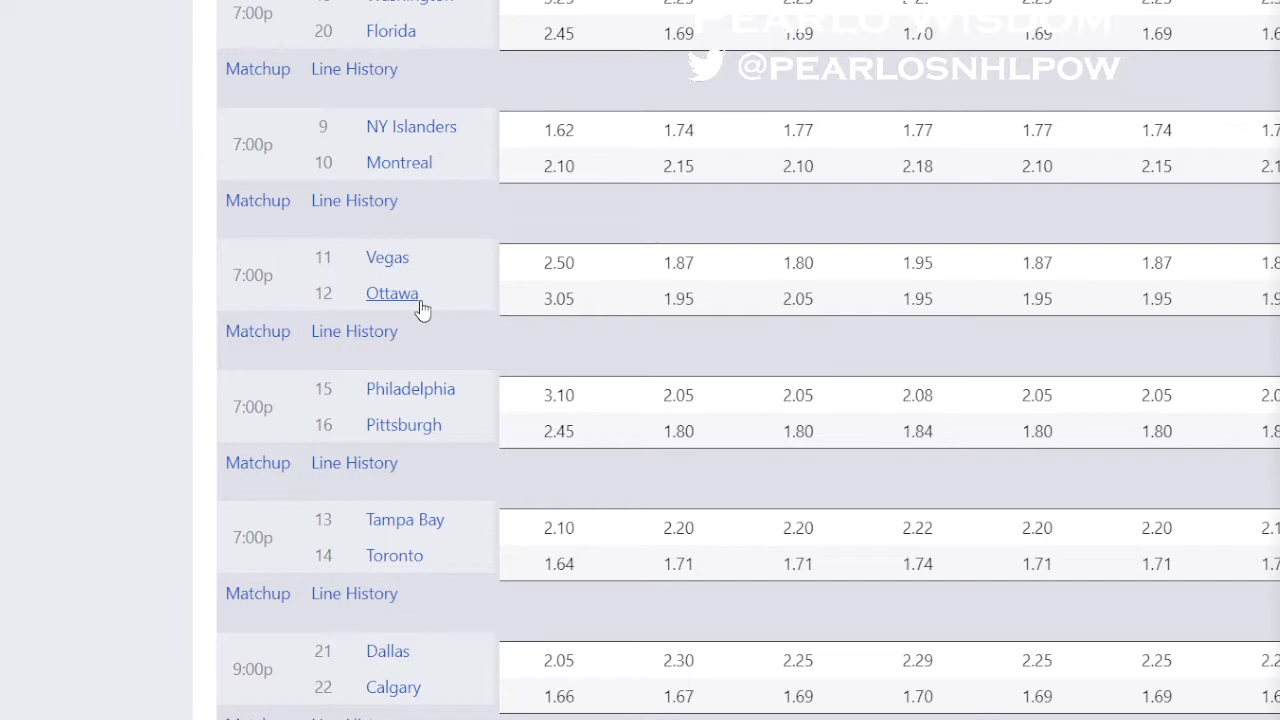 7:00p
Washington
20 Florida 2.45 1.69 1.69 1.70 1.69 1.69
PEARLO WISDOM
@PEARLOSNHLPOW
Matchup Line History
7:00p
9 NY Islanders 1.62 1.74 1.77 1.77 1.77 1.74
10 Montreal 2.10 2.15 2.10 2.18 2.10 2.15
Matchup Line History
7:00p
11 Vegas 2.50 1.87 1.80 1.95 1.87 1.87
12 Ottawa 3.05 1.95 2.05 1.95 1.95 1.95
Matchup Line History
7:00p
15 Philadelphia 3.10 2.05 2.05 2.08 2.05 2.05
16 Pittsburgh 2.45 1.80 1.80 1.84 1.80 1.80
Matchup Line History
7:00p
13 Tampa Bay 2.10 2.20 2.20 2.22 2.20 2.20
14 Toronto 1.64 1.71 1.71 1.74 1.71 1.71
Matchup Line History
9:00p
21 Dallas 2.05 2.30 2.25 2.29 2.25 2.25
22 Calgary 1.66 1.67 1.69 1.70 1.69 1.69